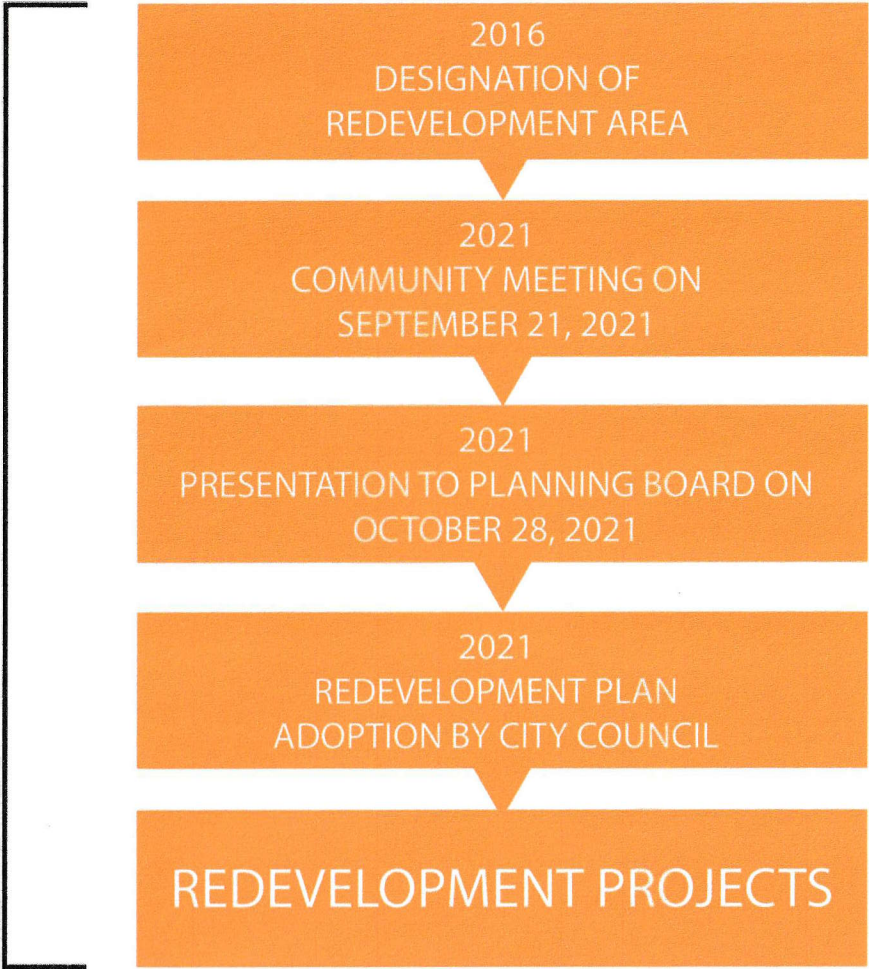 2016
DESIGNATION OF
REDEVELOPMENT AREA
2021
COMMUNITY MEETING ON
SEPTEMBER 21, 2021
2021
PRESENTATION TO PLANNING BOARD ON
OCTOBER 28, 2021
2021
REDEVELOPMENT PLAN
ADOPTION BY CITY COUNCIL
REDEVELOPMENT PROJECTS